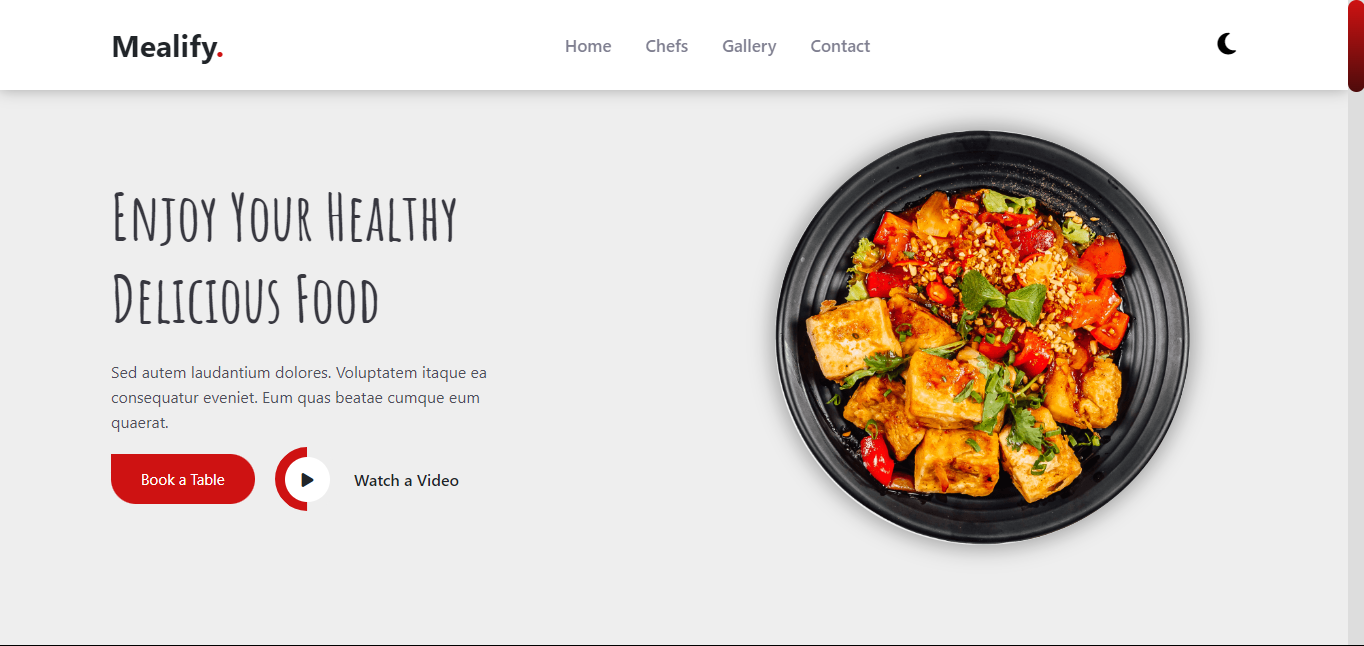 Mealify.
Home Chefs Gallery Contact
Enjoy Your Healthy
Delicious Food
Sed autem laudantium dolores. Voluptatem itaque ea
consequatur eveniet. Eum quas beatae cumque eum
quaerat.
Book a Table
Watch a Video